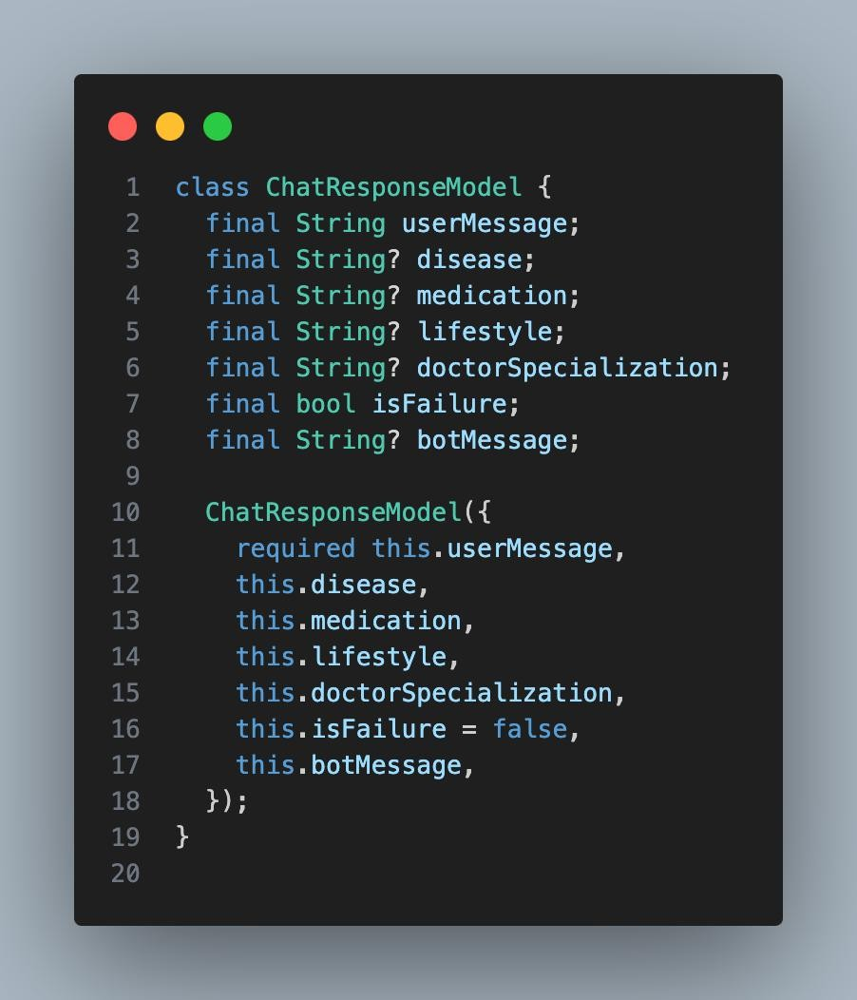 1 class ChatResponseModel {
2   final String userMessage;
3   final String? disease;
4   final String? medication;
5   final String? lifestyle;
6   final String? doctorSpecialization;
7   final bool isFailure;
8   final String? botMessage;
9
10   ChatResponseModel({
11     required this.userMessage,
12     this.disease,
13     this.medication,
14     this.lifestyle,
15     this.doctorSpecialization,
16     this.isFailure = false,
17     this.botMessage,
18   });
19 }
20